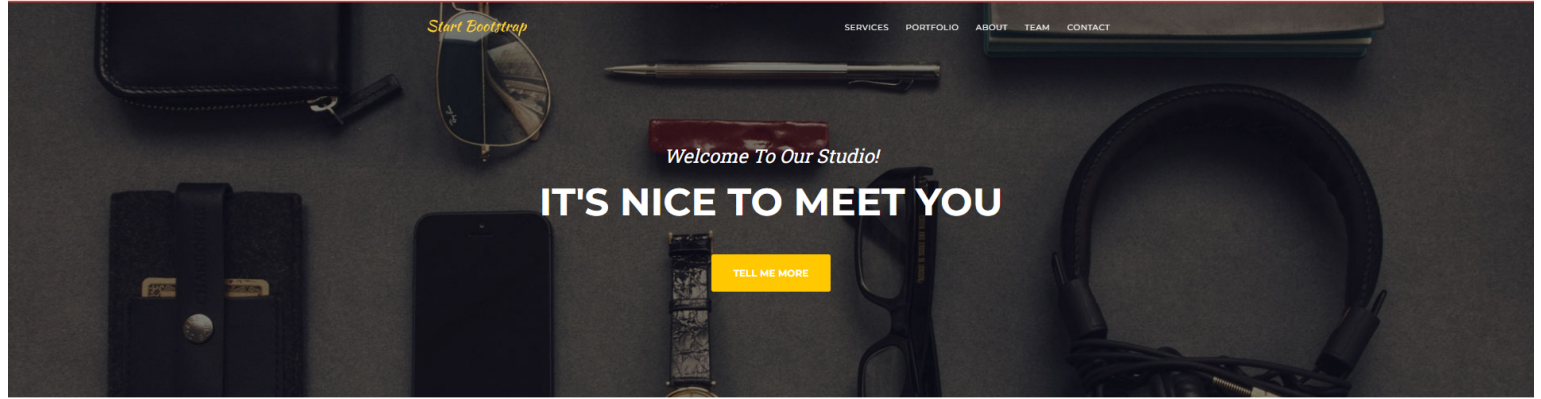 Start Bootstrap
SERVICES PORTFOLIO ABOUT TEAM CONTACT
Welcome To Our Studio!
IT'S NICE TO MEET YOU
TELL ME MORE